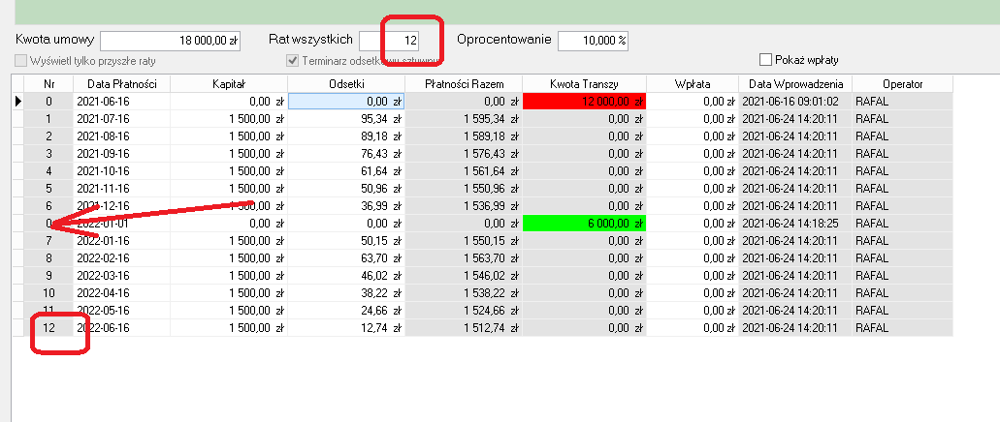 Kwota umowy 18 000,00 zł Rat wszystkich 12 Oprocentowanie 10,000 %
Wyświetl tylko przyszłe raty Terminarz odsetkowy sztywny Pokaż wpłaty
Nr Data Płatności Kapitał Odsetki Płatności Razem Kwota Transzy Wpłata Data Wprowadzenia Operator
0 2021-06-16 0,00 zł 0,00 zł 0,00 zł 12 000,00 zł 0,00 zł 2021-06-16 09:01:02 RAFAL
1 2021-07-16 1 500,00 zł 95,34 zł 1 595,34 zł 0,00 zł 0,00 zł 2021-06-24 14:20:11 RAFAL
2 2021-08-16 1 500,00 zł 89,18 zł 1 589,18 zł 0,00 zł 0,00 zł 2021-06-24 14:20:11 RAFAL
3 2021-09-16 1 500,00 zł 76,43 zł 1 576,43 zł 0,00 zł 0,00 zł 2021-06-24 14:20:11 RAFAL
4 2021-10-16 1 500,00 zł 61,64 zł 1 561,64 zł 0,00 zł 0,00 zł 2021-06-24 14:20:11 RAFAL
5 2021-11-16 1 500,00 zł 50,96 zł 1 550,96 zł 0,00 zł 0,00 zł 2021-06-24 14:20:11 RAFAL
6 2021-12-16 1 500,00 zł 36,99 zł 1 536,99 zł 0,00 zł 0,00 zł 2021-06-24 14:20:11 RAFAL
0 2022-01-01 0,00 zł 0,00 zł 0,00 zł 6 000,00 zł 0,00 zł 2021-06-24 14:18:25 RAFAL
7 2022-01-16 1 500,00 zł 50,15 zł 1 550,15 zł 0,00 zł 0,00 zł 2021-06-24 14:20:11 RAFAL
8 2022-02-16 1 500,00 zł 63,70 zł 1 563,70 zł 0,00 zł 0,00 zł 2021-06-24 14:20:11 RAFAL
9 2022-03-16 1 500,00 zł 46,02 zł 1 546,02 zł 0,00 zł 0,00 zł 2021-06-24 14:20:11 RAFAL
10 2022-04-16 1 500,00 zł 38,22 zł 1 538,22 zł 0,00 zł 0,00 zł 2021-06-24 14:20:11 RAFAL
11 2022-05-16 1 500,00 zł 24,66 zł 1 524,66 zł 0,00 zł 0,00 zł 2021-06-24 14:20:11 RAFAL
12 2022-06-16 1 500,00 zł 12,74 zł 1 512,74 zł 0,00 zł 0,00 zł 2021-06-24 14:20:11 RAFAL